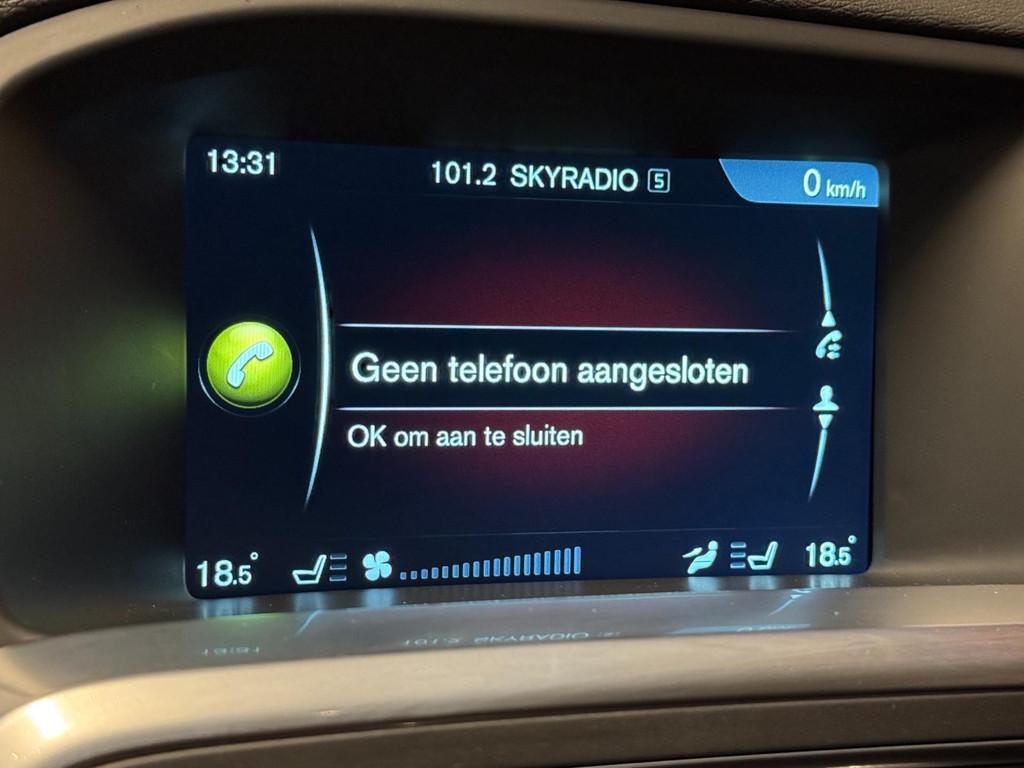 13:31 101.2 SKYRADIO 5 0 km/h
Geen telefoon aangesloten
OK om aan te sluiten
18.5° 18.5°